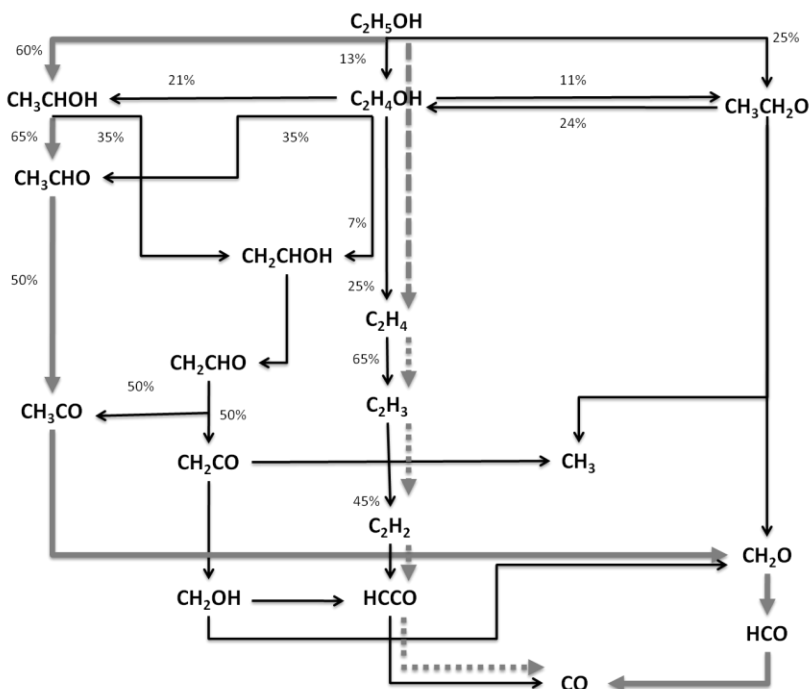 C₂H₅OH
60%
13%
25%
21%
11%
CH₃CHOH
C₂H₄OH
CH₃CH₂O
24%
65%
35%
35%
CH₃CHO
7%
CH₂CHOH
50%
25%
C₂H₄
65%
CH₂CHO
50%
50%
CH₃CO
C₂H₃
CH₂CO
CH₃
45%
C₂H₂
CH₂O
CH₂OH
HCCO
HCO
CO